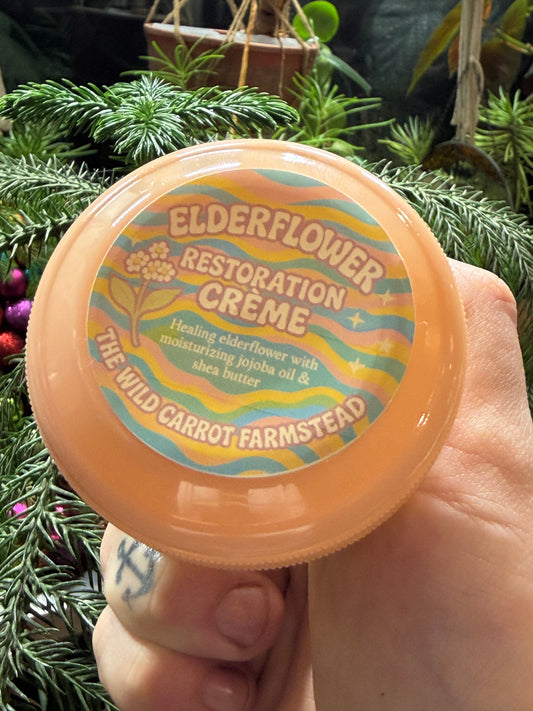 ELDERFLOWER
RESTORATION
CRÈME
Healing elderflower with
moisturizing jojoba oil &
shea butter
THE WILD CARROT FARMSTEAD